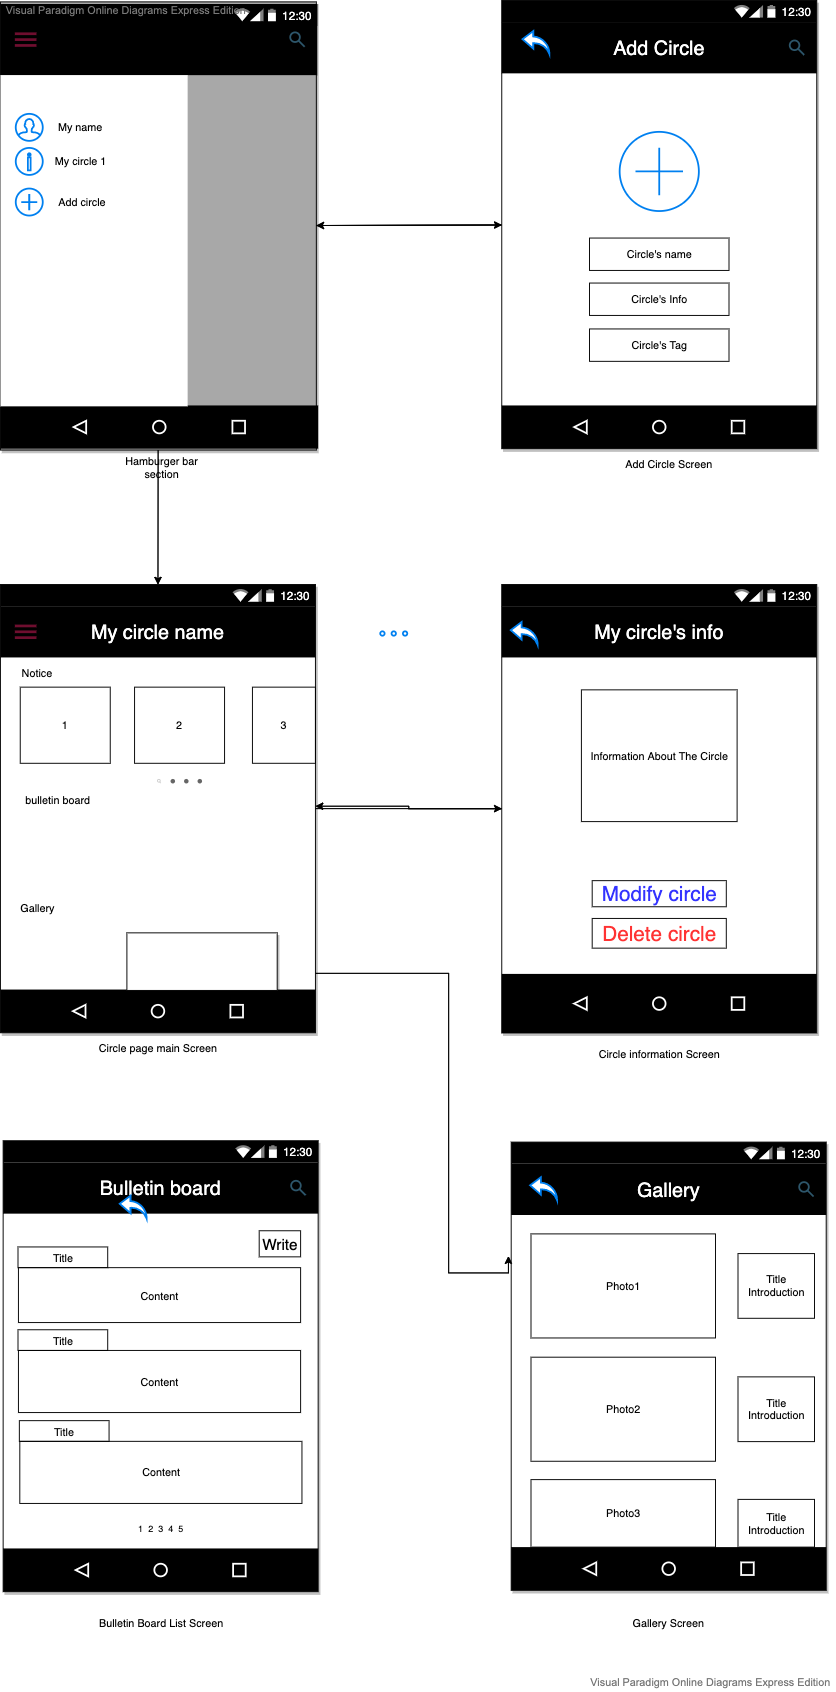 Visual Paradigm Online Diagrams Express Edition
12:30
My name
My circle 1
Add circle
Hamburger bar
section
12:30
Add Circle
Circle's name
Circle's Info
Circle's Tag
Add Circle Screen
12:30
My circle name
Notice
1
2
3
bulletin board
Gallery
Circle page main Screen
12:30
My circle's info
Information About The Circle
Modify circle
Delete circle
Circle information Screen
12:30
Bulletin board
Write
Title
Content
Title
Content
Title
Content
1 2 3 4 5
Bulletin Board List Screen
12:30
Gallery
Photo1
Title
Introduction
Photo2
Title
Introduction
Photo3
Title
Introduction
Gallery Screen
Visual Paradigm Online Diagrams Express Edition